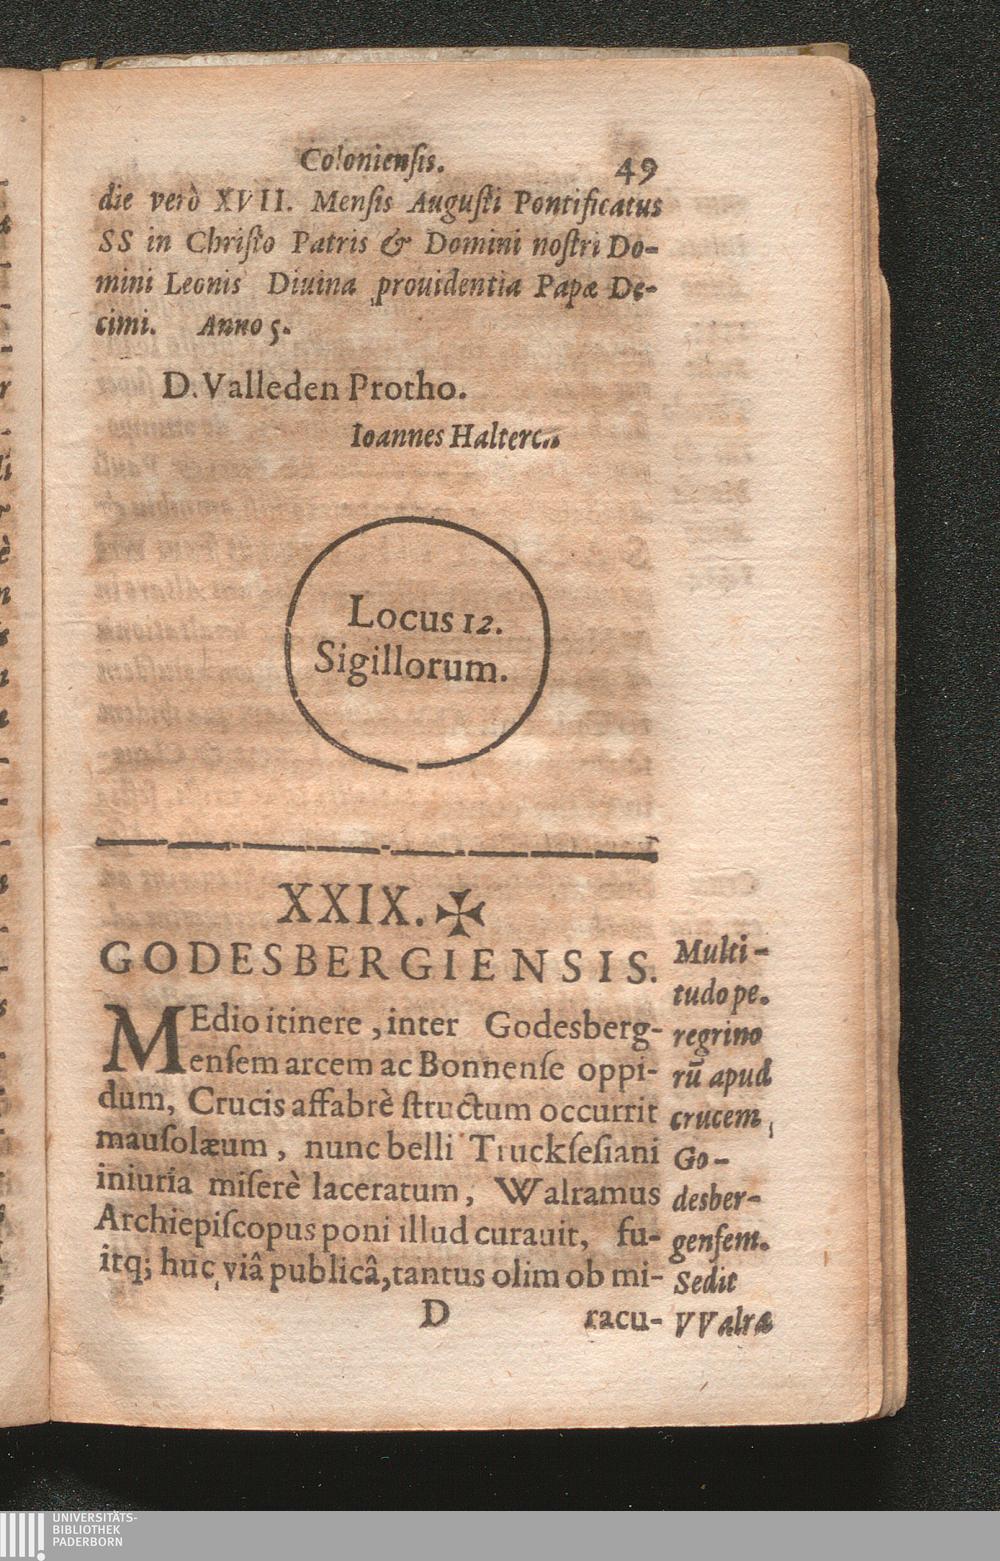 Coloniensis. 49
die verò XVII. Mensis Augusti Pontificatus
SS in Christo Patris & Domini nostri Do-
mini Leonis Diuina prouidentia Papæ De-
cimi. Anno 5.
D. Valleden Protho.
Ioannes Halteren
Locus 12.
Sigillorum.
XXIX. ✠
GODESBERGIENSIS.
MEdio itinere, inter Godesberg-
ensem arcem ac Bonnense oppi-
dum, Crucis affabrè structum occurrit
mausolæum, nunc belli Trucksesiani
iniuria miserè laceratum, Walramus
Archiepiscopus poni illud curauit, fu-
itq; huc viâ publicâ, tantus olim ob mi-
D racu-
Multi-
tudo pe.
regrino
rū apud
crucem
Go-
desber-
gensem.
Sedit
VValræ
UNIVERSITÄTS-
BIBLIOTHEK
PADERBORN